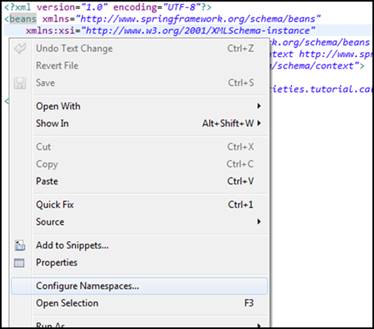 <?xml version="1.0" encoding="UTF-8"?>
<beans xmlns="http://www.springframework.org/schema/beans"
xmlns:xsi="http://www.w3.org/2001/XMLSchema-instance"
Undo Text Change Ctrl+Z
rk.org/schema/beans
Revert File
ontext http://www.sp
Save Ctrl+S
/schema/context">
Open With
rieties.tutorial.ca
<
Show In Alt+Shift+W
Cut Ctrl+X
Copy Ctrl+C
Paste Ctrl+V
Quick Fix Ctrl+1
Source
Add to Snippets...
Properties
Configure Namespaces...
Open Selection F3
Run As